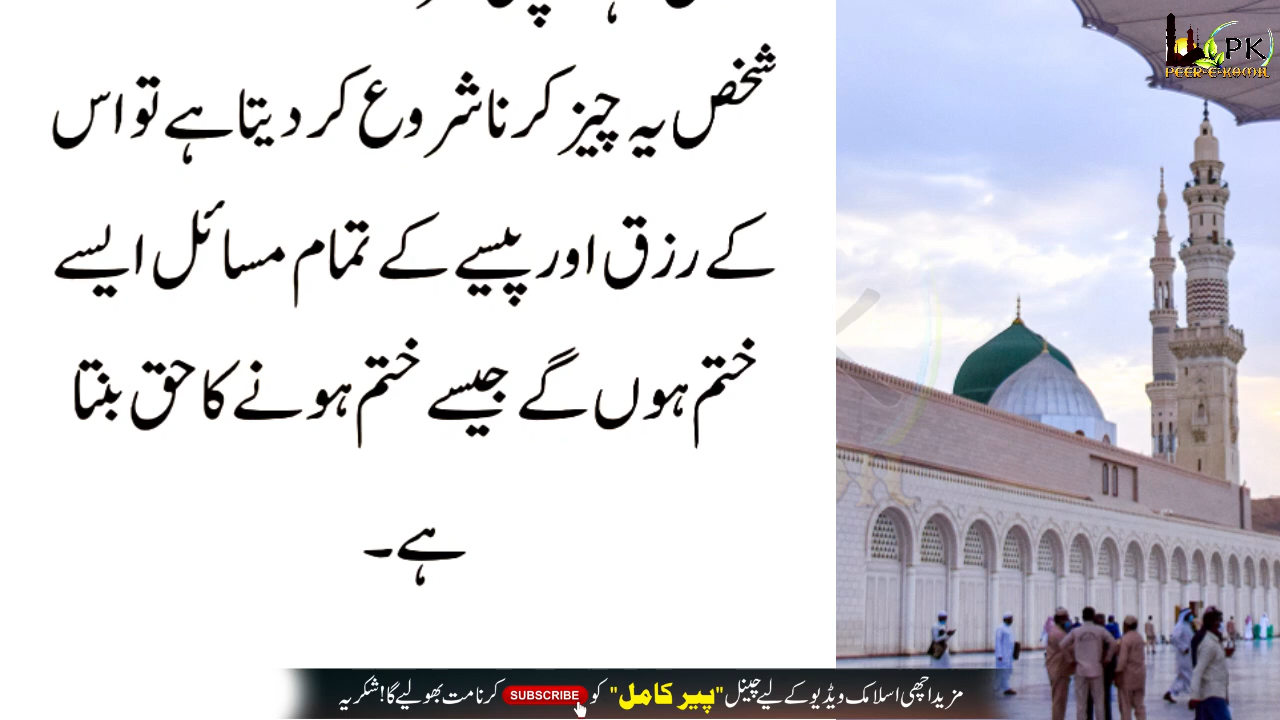 شخص یہ چیز کرنا شروع کر دیتا ہے تو اس
کے رزق اور پیسے کے تمام مسائل ایسے
ختم ہوں گے جیسے ختم ہونے کا حق بنتا
ہے۔
PK
PEER-E-KAMIL
مزید اچھی اسلامک ویڈیو کے لیے چینل "پیر کامل" کو SUBSCRIBE کرنا مت بھولیے گا! شکریہ